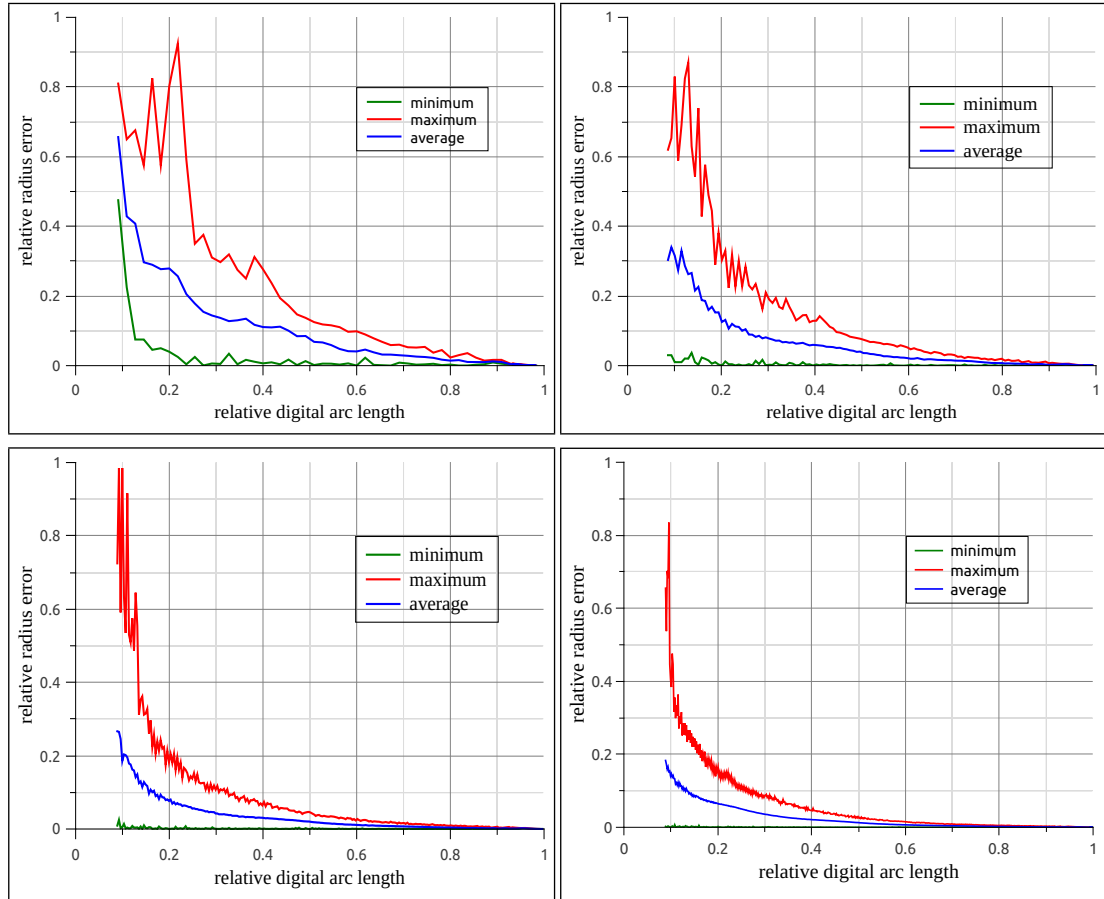 1
0.8
0.6
0.4
0.2
0
relative radius error
minimum
maximum
average
0 0.2 0.4 0.6 0.8 1
relative digital arc length
1
0.8
0.6
0.4
0.2
0
relative radius error
minimum
maximum
average
0 0.2 0.4 0.6 0.8 1
relative digital arc length
1
0.8
0.6
0.4
0.2
0
relative radius error
minimum
maximum
average
0 0.2 0.4 0.6 0.8 1
relative digital arc length
1
0.8
0.6
0.4
0.2
0
relative radius error
minimum
maximum
average
0 0.2 0.4 0.6 0.8 1
relative digital arc length